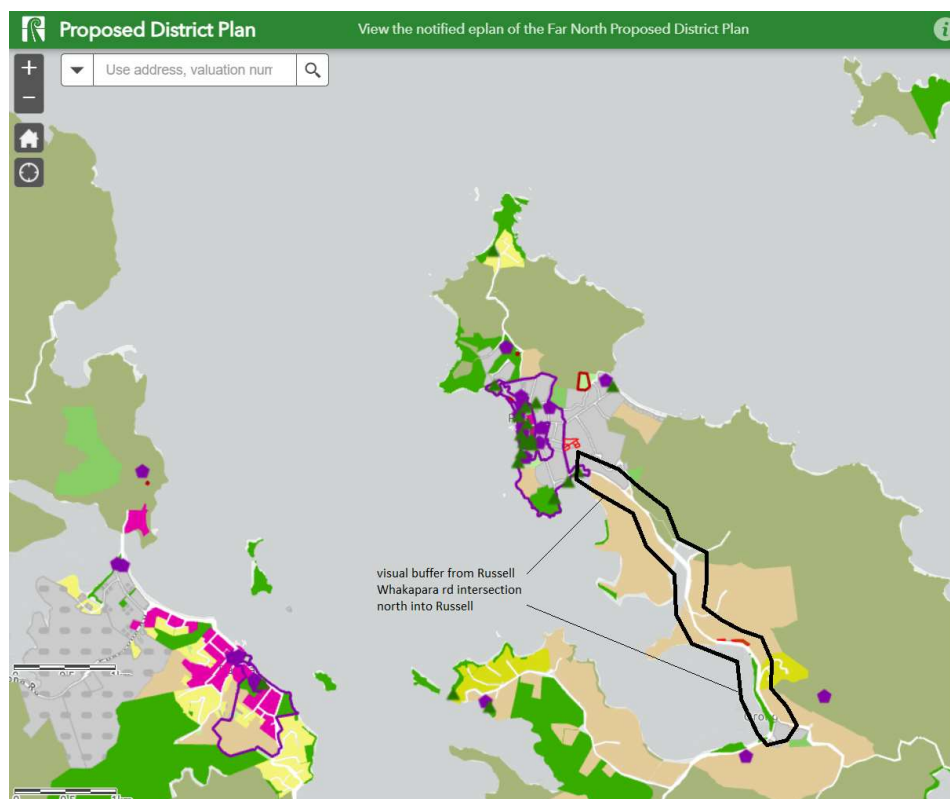 Proposed District Plan
View the notified eplan of the Far North Proposed District Plan
i
+
Use address, valuation num
−
visual buffer from Russell
Whakapara rd intersection
north into Russell